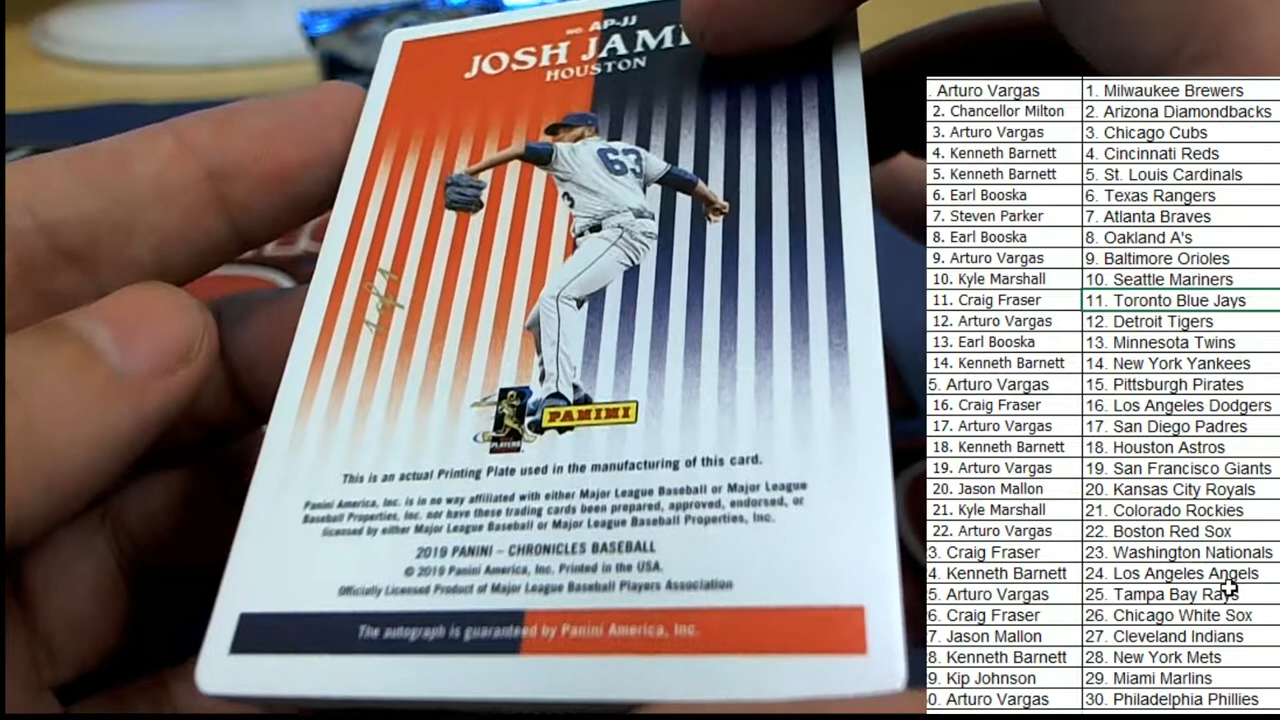 NO. AP-JJ
JOSH JAM
HOUSTON
63
1 of 1
PLAYERS
PANINI
This is an actual Printing Plate used in the manufacturing of this card.
Panini America, Inc. is in no way affiliated with either Major League Baseball or Major League
Baseball Properties, Inc. nor have these trading cards been prepared, approved, endorsed, or
licensed by either Major League Baseball or Major League Baseball Properties, Inc.
2019 PANINI – CHRONICLES BASEBALL
© 2019 Panini America, Inc. Printed in the USA.
Officially Licensed Product of Major League Baseball Players Association
The autograph is guaranteed by Panini America, Inc.
. Arturo Vargas 1. Milwaukee Brewers
2. Chancellor Milton 2. Arizona Diamondbacks
3. Arturo Vargas 3. Chicago Cubs
4. Kenneth Barnett 4. Cincinnati Reds
5. Kenneth Barnett 5. St. Louis Cardinals
6. Earl Booska 6. Texas Rangers
7. Steven Parker 7. Atlanta Braves
8. Earl Booska 8. Oakland A's
9. Arturo Vargas 9. Baltimore Orioles
10. Kyle Marshall 10. Seattle Mariners
11. Craig Fraser 11. Toronto Blue Jays
12. Arturo Vargas 12. Detroit Tigers
13. Earl Booska 13. Minnesota Twins
14. Kenneth Barnett 14. New York Yankees
5. Arturo Vargas 15. Pittsburgh Pirates
16. Craig Fraser 16. Los Angeles Dodgers
17. Arturo Vargas 17. San Diego Padres
18. Kenneth Barnett 18. Houston Astros
19. Arturo Vargas 19. San Francisco Giants
20. Jason Mallon 20. Kansas City Royals
21. Kyle Marshall 21. Colorado Rockies
22. Arturo Vargas 22. Boston Red Sox
3. Craig Fraser 23. Washington Nationals
4. Kenneth Barnett 24. Los Angeles Angels
5. Arturo Vargas 25. Tampa Bay Rays
6. Craig Fraser 26. Chicago White Sox
7. Jason Mallon 27. Cleveland Indians
8. Kenneth Barnett 28. New York Mets
9. Kip Johnson 29. Miami Marlins
0. Arturo Vargas 30. Philadelphia Phillies